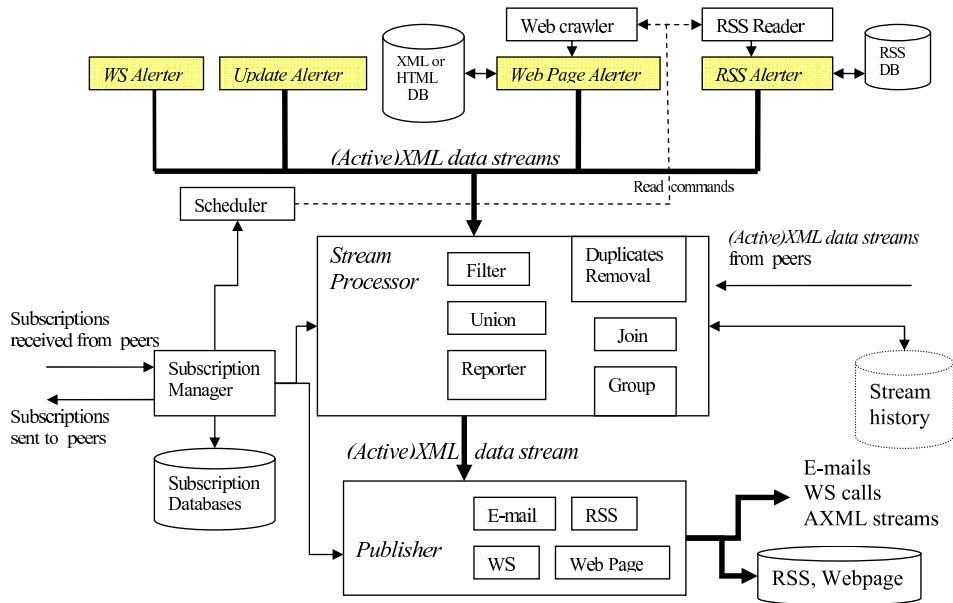 Web crawler
RSS Reader
XML or
HTML
DB
RSS
DB
WS Alerter
Update Alerter
Web Page Alerter
RSS Alerter
(Active)XML data streams
Read commands
Scheduler
Stream
Processor
Filter
Duplicates
Removal
(Active)XML data streams
from peers
Union
Join
Subscriptions
received from peers
Reporter
Group
Subscription
Manager
Stream
history
Subscriptions
sent to peers
(Active)XML data stream
Subscription
Databases
E-mails
WS calls
AXML streams
E-mail
RSS
Publisher
WS
Web Page
RSS, Webpage